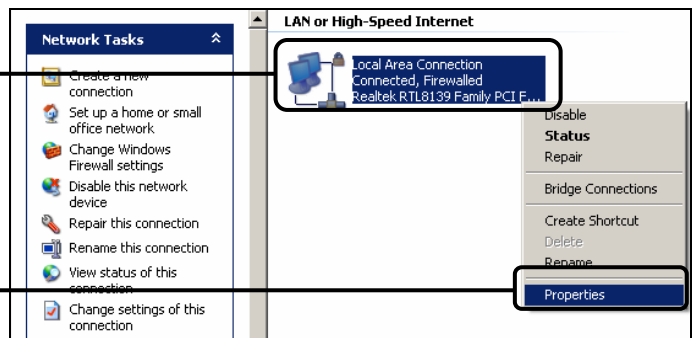 LAN or High-Speed Internet
Network Tasks
Create a new
connection
Set up a home or small
office network
Change Windows
Firewall settings
Disable this network
device
Repair this connection
Rename this connection
View status of this
connection
Change settings of this
connection
Local Area Connection
Connected, Firewalled
Realtek RTL8139 Family PCI F...
Disable
Status
Repair
Bridge Connections
Create Shortcut
Delete
Rename
Properties